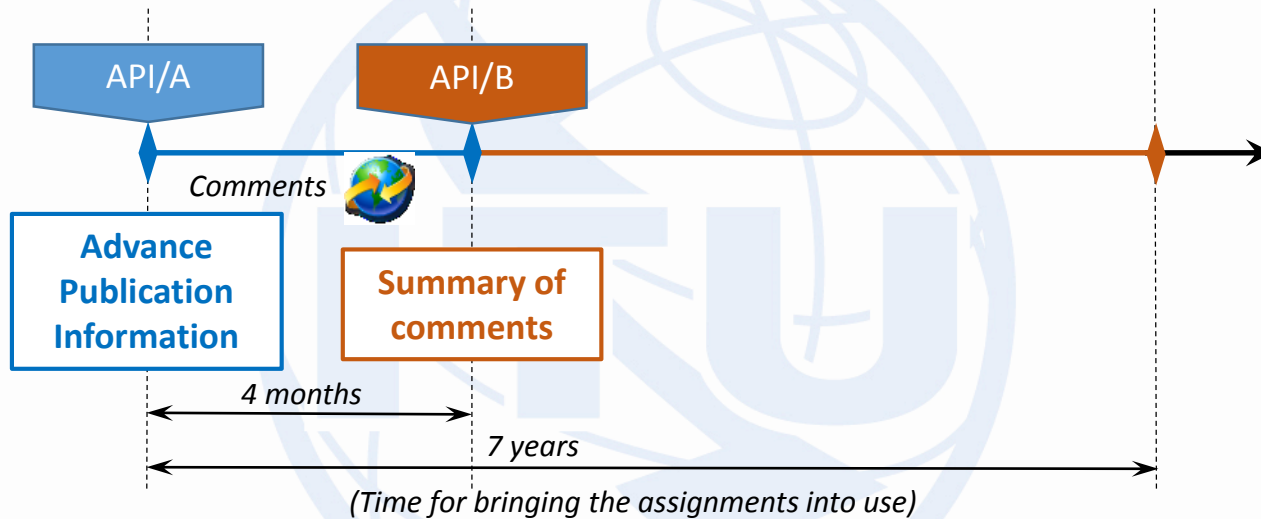 API/A
API/B
Comments
Advance
Publication
Information
Summary of
comments
4 months
7 years
(Time for bringing the assignments into use)
ITU